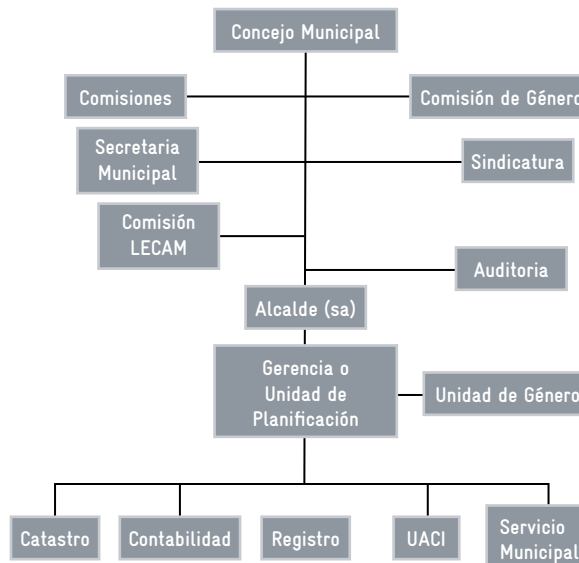 Concejo Municipal
Comisiones
Comisión de Género
Secretaria
Municipal
Sindicatura
Comisión
LECAM
Auditoria
Alcalde (sa)
Gerencia o
Unidad de
Planificación
Unidad de Género
Catastro
Contabilidad
Registro
UACI
Servicio
Municipal